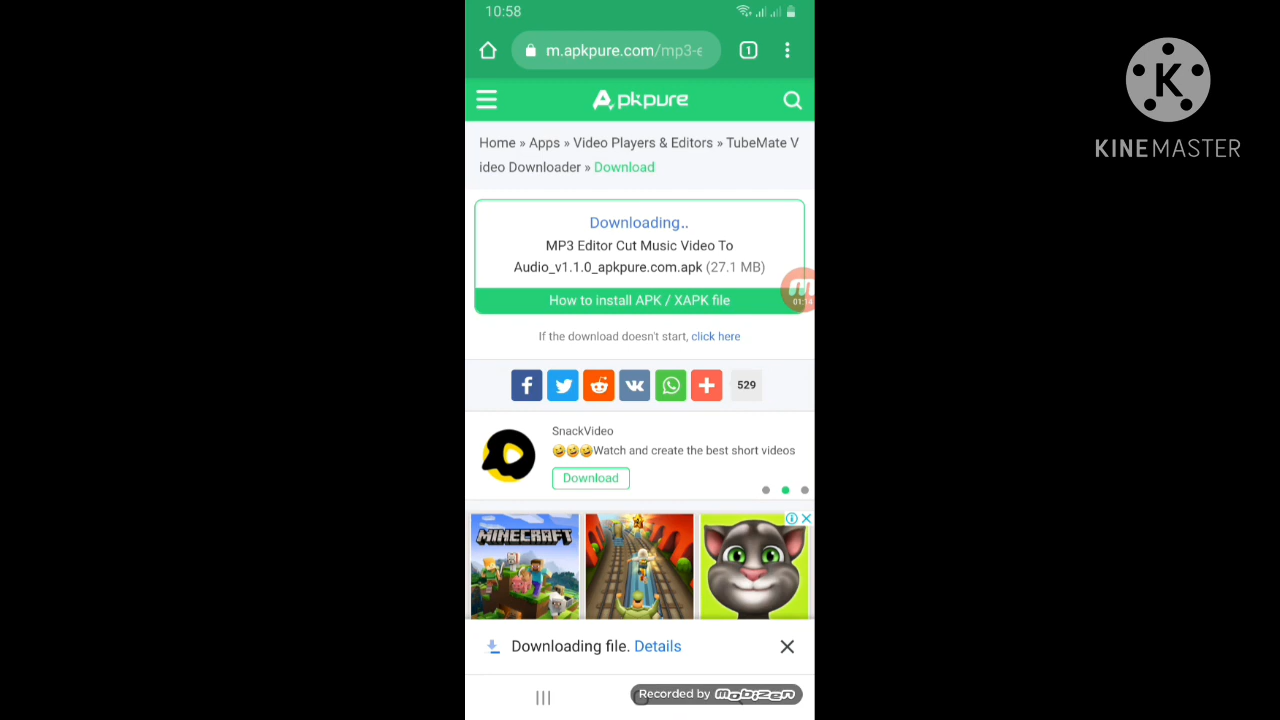 10:58
m.apkpure.com/mp3-e
1
Apkpure
Home » Apps » Video Players & Editors » TubeMate V
ideo Downloader » Download
Downloading..
MP3 Editor Cut Music Video To
Audio_v1.1.0_apkpure.com.apk (27.1 MB)
01:14
How to install APK / XAPK file
If the download doesn't start, click here
529
SnackVideo
🤣🤣🤣Watch and create the best short videos
Download
MINECRAFT
Downloading file. Details
Recorded by MOBIZEN
K
KINEMASTER